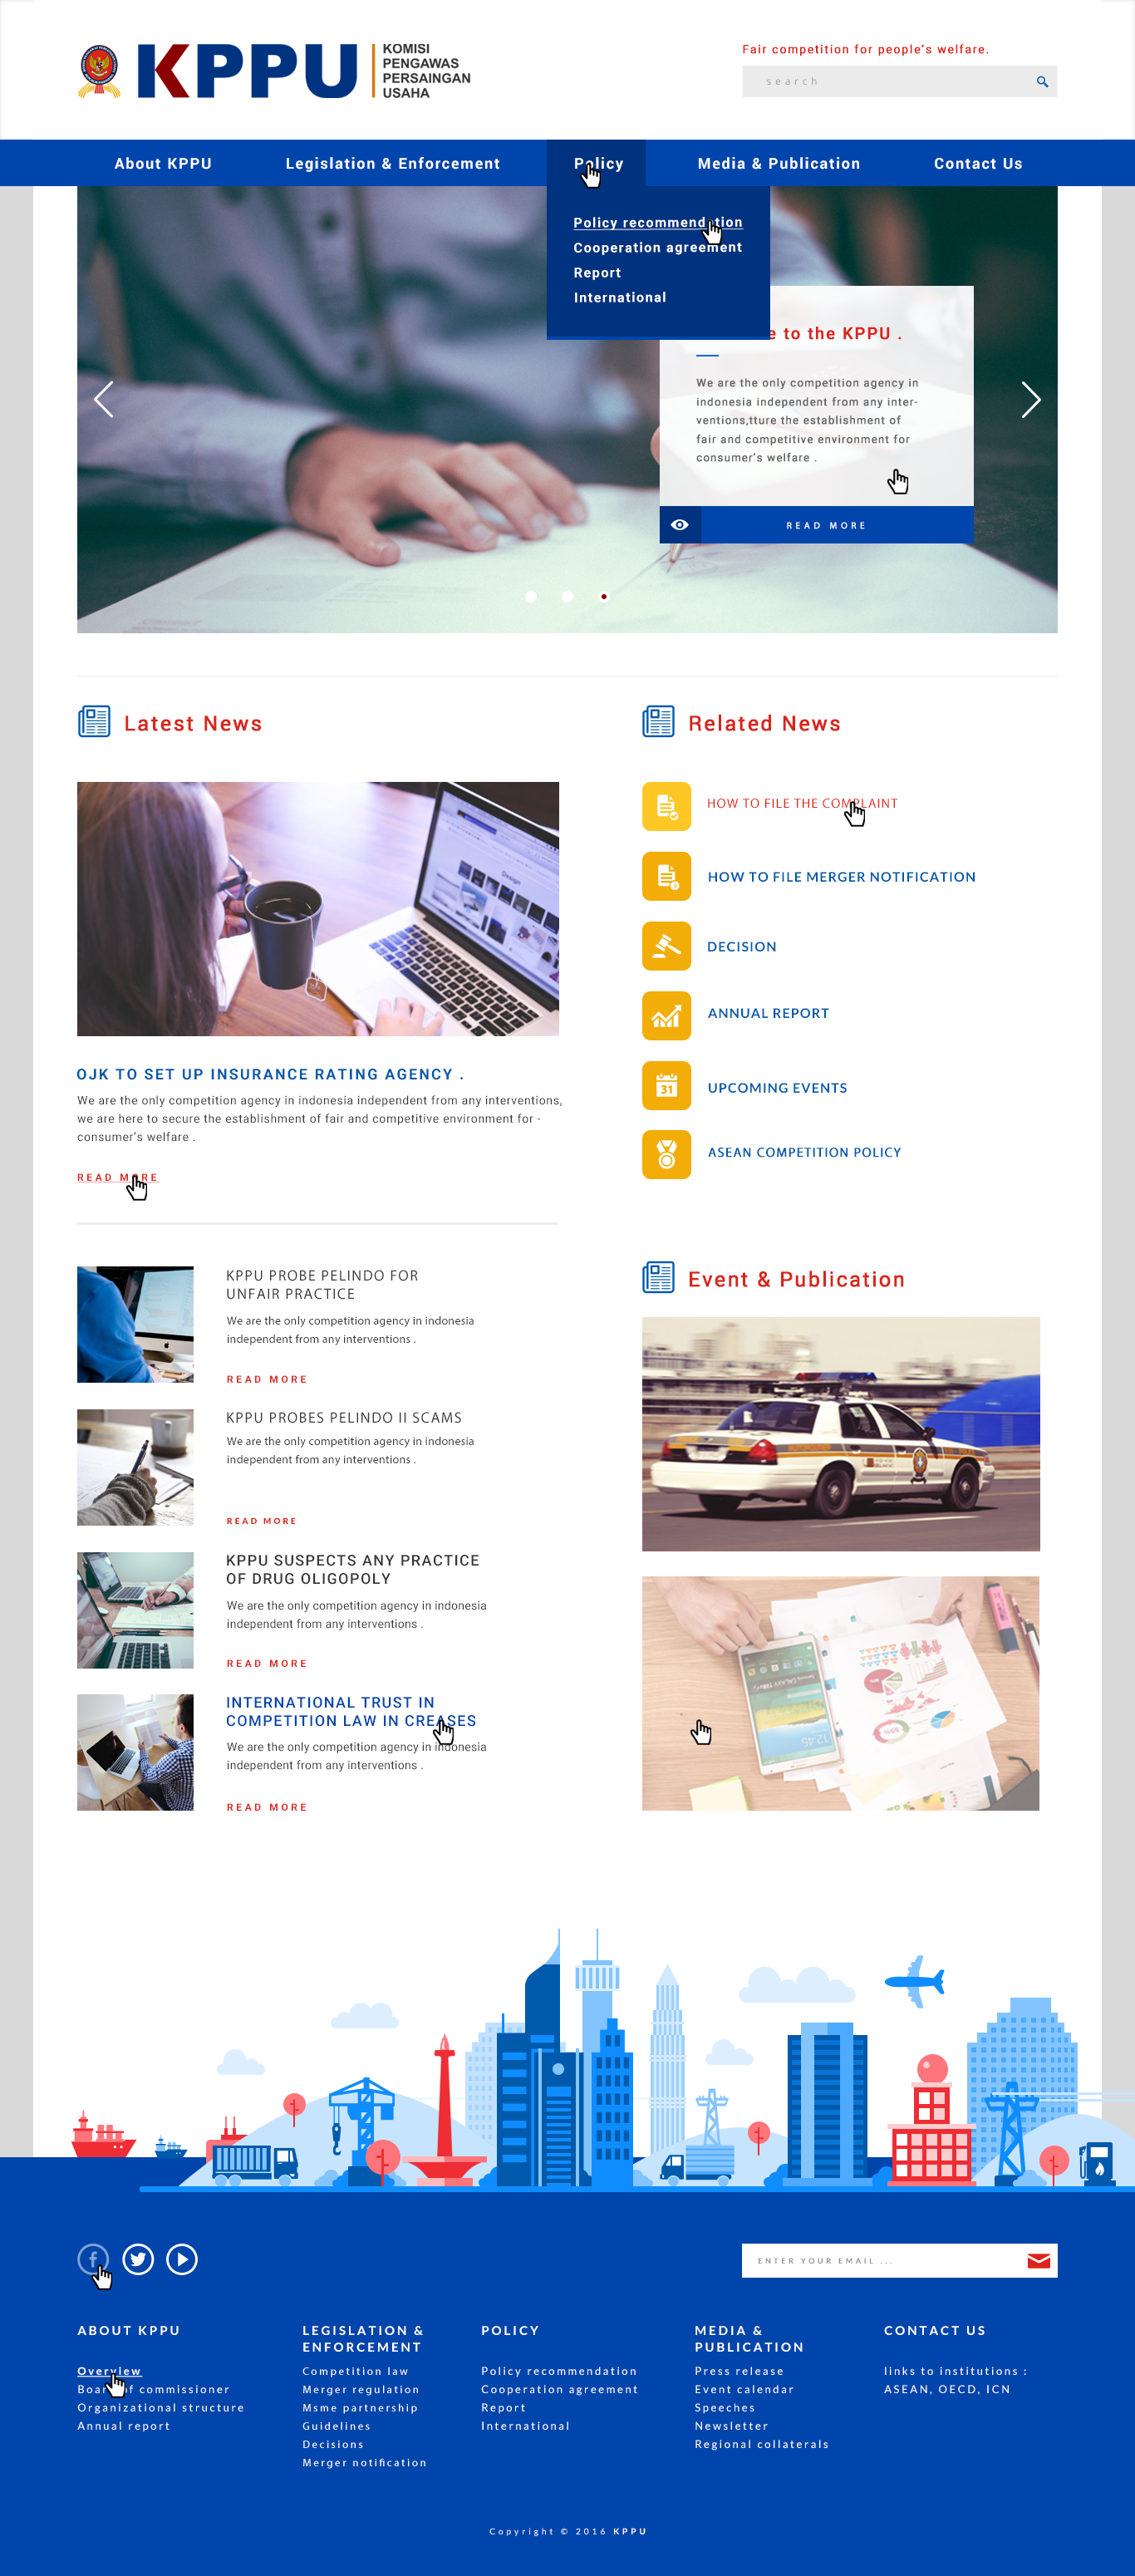 KPPU
KOMISI
PENGAWAS
PERSAINGAN
USAHA
Fair competition for people's welfare.
search
About KPPU
Legislation & Enforcement
Policy
Media & Publication
Contact Us
Policy recommendation
Cooperation agreement
Report
International
e to the KPPU .
We are the only competition agency in
indonesia independent from any inter-
ventions,tture the establishment of
fair and competitive environment for
consumer's welfare .
READ MORE
Latest News
Related News
HOW TO FILE THE COMPLAINT
HOW TO FILE MERGER NOTIFICATION
DECISION
ANNUAL REPORT
31
UPCOMING EVENTS
ASEAN COMPETITION POLICY
Design
OJK TO SET UP INSURANCE RATING AGENCY .
We are the only competition agency in indonesia independent from any interventions,
we are here to secure the establishment of fair and competitive environment for -
consumer's welfare .
READ MORE
KPPU PROBE PELINDO FOR
UNFAIR PRACTICE
We are the only competition agency in indonesia
independent from any interventions .
READ MORE
KPPU PROBES PELINDO II SCAMS
We are the only competition agency in indonesia
independent from any interventions .
READ MORE
KPPU SUSPECTS ANY PRACTICE
OF DRUG OLIGOPOLY
We are the only competition agency in indonesia
independent from any interventions .
READ MORE
INTERNATIONAL TRUST IN
COMPETITION LAW IN CREASES
We are the only competition agency in indonesia
independent from any interventions .
READ MORE
Event & Publication
ENTER YOUR EMAIL ...
ABOUT KPPU
Overview
Board of commissioner
Organizational structure
Annual report
LEGISLATION &
ENFORCEMENT
Competition law
Merger regulation
Msme partnership
Guidelines
Decisions
Merger notification
POLICY
Policy recommendation
Cooperation agreement
Report
International
MEDIA &
PUBLICATION
Press release
Event calendar
Speeches
Newsletter
Regional collaterals
CONTACT US
links to institutions :
ASEAN, OECD, ICN
Copyright © 2016 KPPU